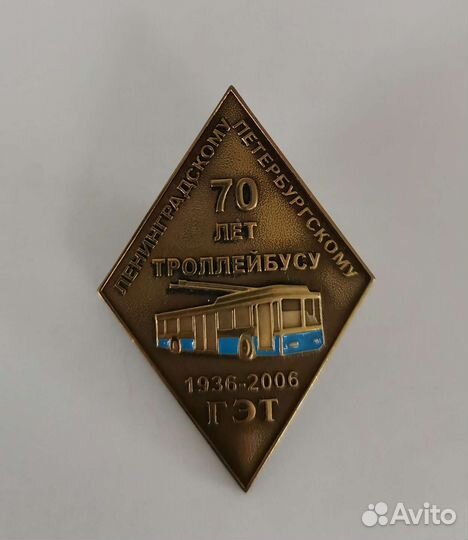 ЛЕНИНГРАДСКОМУ
ПЕТЕРБУРГСКОМУ
70
ЛЕТ
ТРОЛЛЕЙБУСУ
1936-2006
ГЭТ
Avito